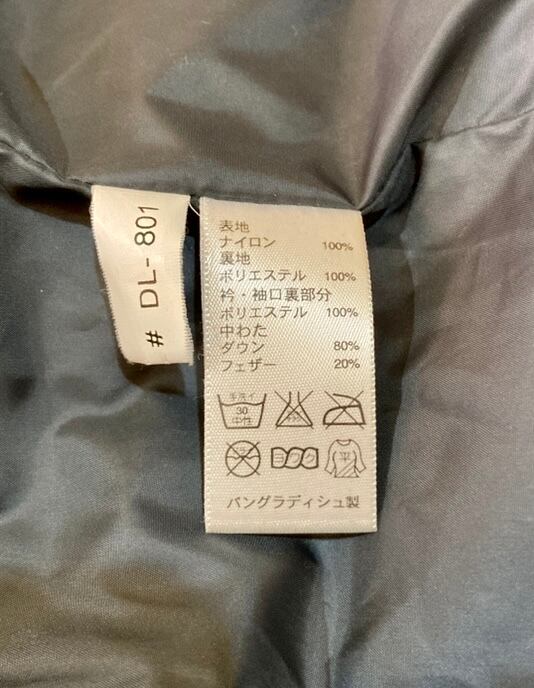 # DL-801
表地
ナイロン 100%
裏地
ポリエステル 100%
衿・袖口裏部分
ポリエステル 100%
中わた
ダウン 80%
フェザー 20%
手洗イ
30
中性
ヨワク
平
バングラディシュ製